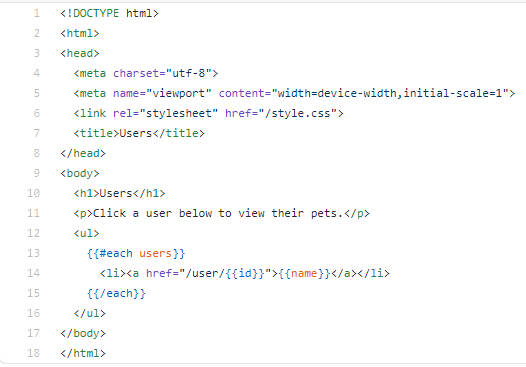 1 <!DOCTYPE html>
2 <html>
3 <head>
4 <meta charset="utf-8">
5 <meta name="viewport" content="width=device-width,initial-scale=1">
6 <link rel="stylesheet" href="/style.css">
7 <title>Users</title>
8 </head>
9 <body>
10 <h1>Users</h1>
11 <p>Click a user below to view their pets.</p>
12 <ul>
13 {{#each users}}
14 <li><a href="/user/{{id}}">{{name}}</a></li>
15 {{/each}}
16 </ul>
17 </body>
18 </html>